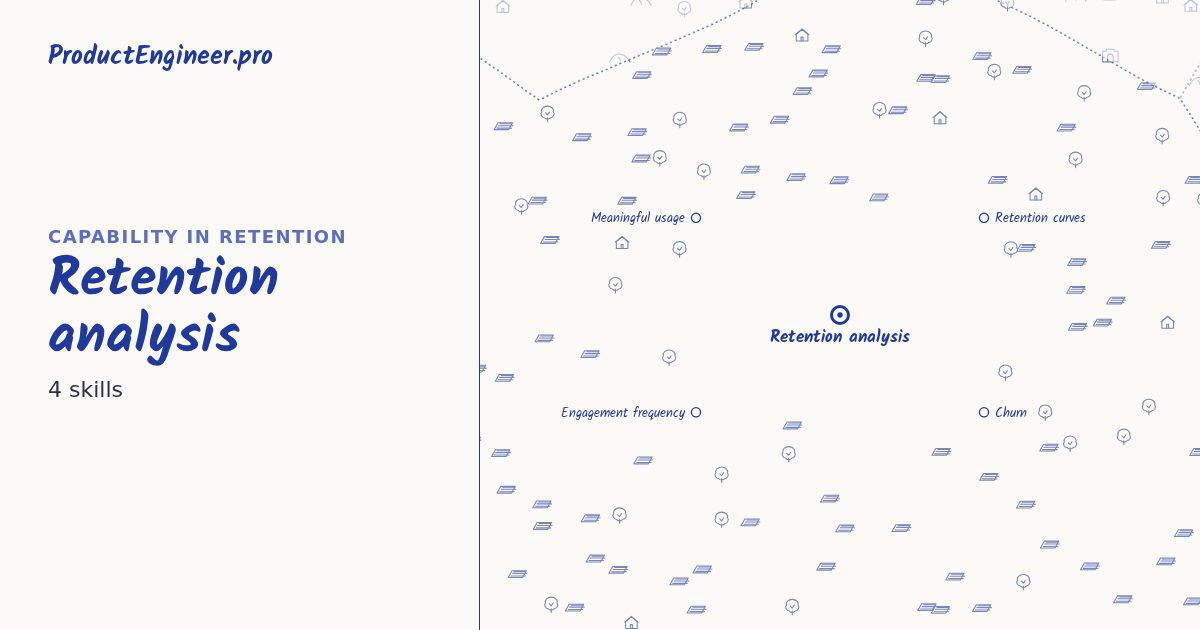 ProductEngineer.pro
CAPABILITY IN RETENTION
Retention
analysis
4 skills
Meaningful usage
Retention curves
Retention analysis
Engagement frequency
Churn